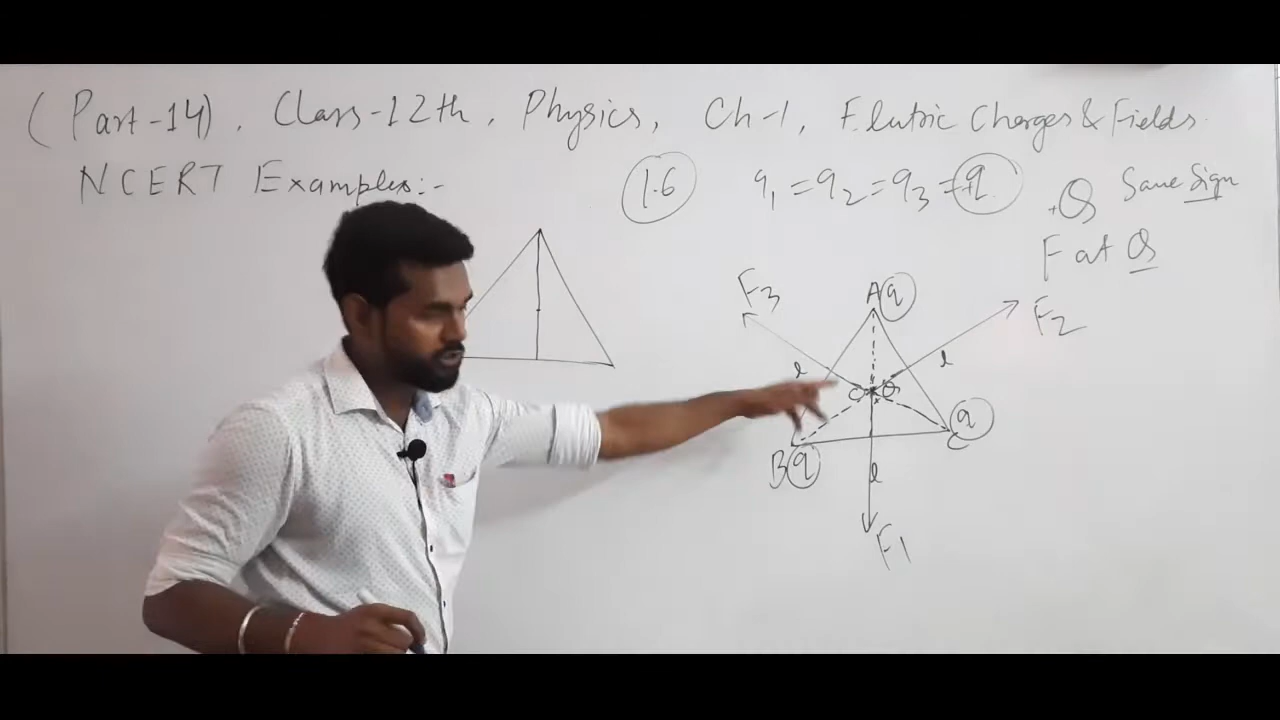 (Part-14), Class-12th, Physics, Ch-1, Electric Charges & Fields.
NCERT Examples:- 1.6 q1 = q2 = q3 = q +Q Same Sign
F at Q
A q
F3
F2
l
l
O Q
q
C
B q
l
F1